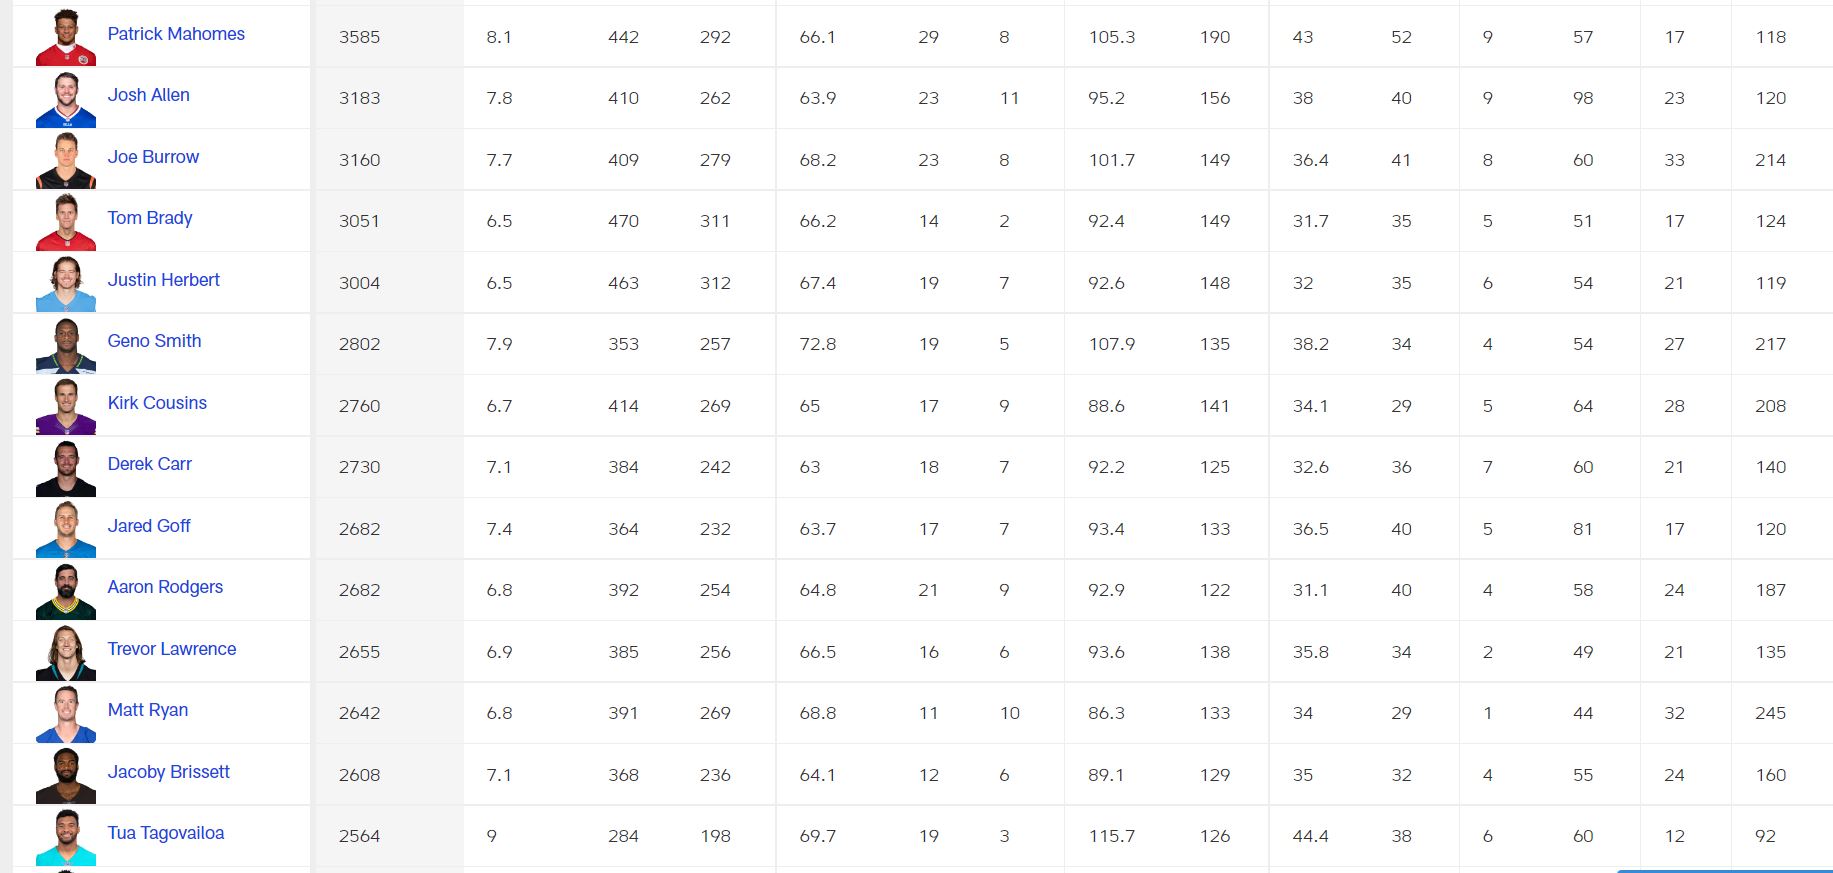 Patrick Mahomes 3585 8.1 442 292 66.1 29 8 105.3 190 43 52 9 57 17 118
Josh Allen 3183 7.8 410 262 63.9 23 11 95.2 156 38 40 9 98 23 120
Joe Burrow 3160 7.7 409 279 68.2 23 8 101.7 149 36.4 41 8 60 33 214
Tom Brady 3051 6.5 470 311 66.2 14 2 92.4 149 31.7 35 5 51 17 124
Justin Herbert 3004 6.5 463 312 67.4 19 7 92.6 148 32 35 6 54 21 119
Geno Smith 2802 7.9 353 257 72.8 19 5 107.9 135 38.2 34 4 54 27 217
Kirk Cousins 2760 6.7 414 269 65 17 9 88.6 141 34.1 29 5 64 28 208
Derek Carr 2730 7.1 384 242 63 18 7 92.2 125 32.6 36 7 60 21 140
Jared Goff 2682 7.4 364 232 63.7 17 7 93.4 133 36.5 40 5 81 17 120
Aaron Rodgers 2682 6.8 392 254 64.8 21 9 92.9 122 31.1 40 4 58 24 187
Trevor Lawrence 2655 6.9 385 256 66.5 16 6 93.6 138 35.8 34 2 49 21 135
Matt Ryan 2642 6.8 391 269 68.8 11 10 86.3 133 34 29 1 44 32 245
Jacoby Brissett 2608 7.1 368 236 64.1 12 6 89.1 129 35 32 4 55 24 160
Tua Tagovailoa 2564 9 284 198 69.7 19 3 115.7 126 44.4 38 6 60 12 92